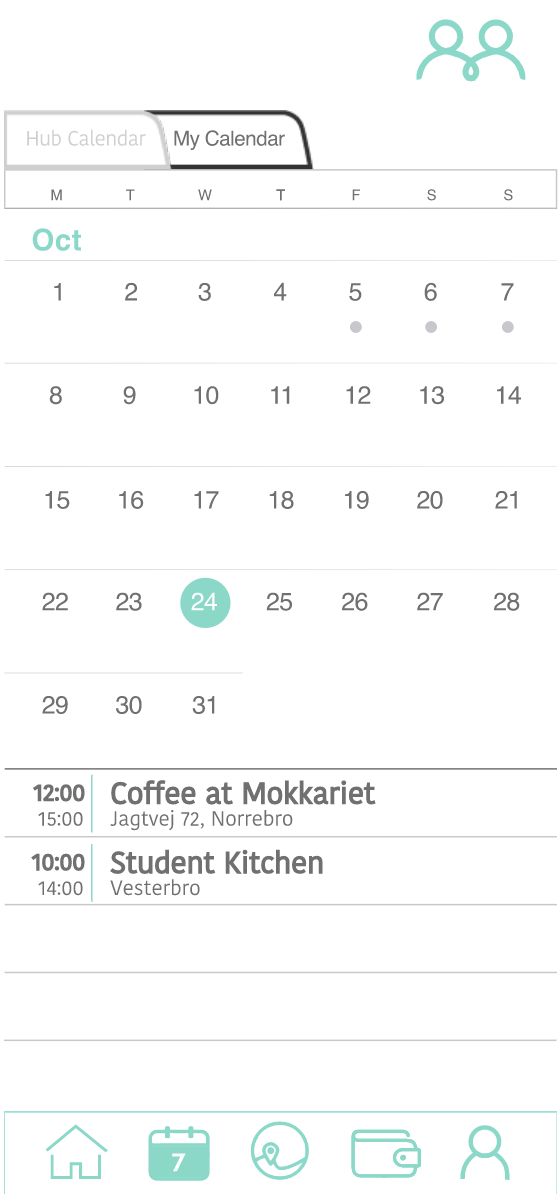 Hub Calendar My Calendar
M T W T F S S
Oct
1 2 3 4 5 6 7
8 9 10 11 12 13 14
15 16 17 18 19 20 21
22 23 24 25 26 27 28
29 30 31
12:00 Coffee at Mokkariet
15:00 Jagtvej 72, Norrebro
10:00 Student Kitchen
14:00 Vesterbro
7